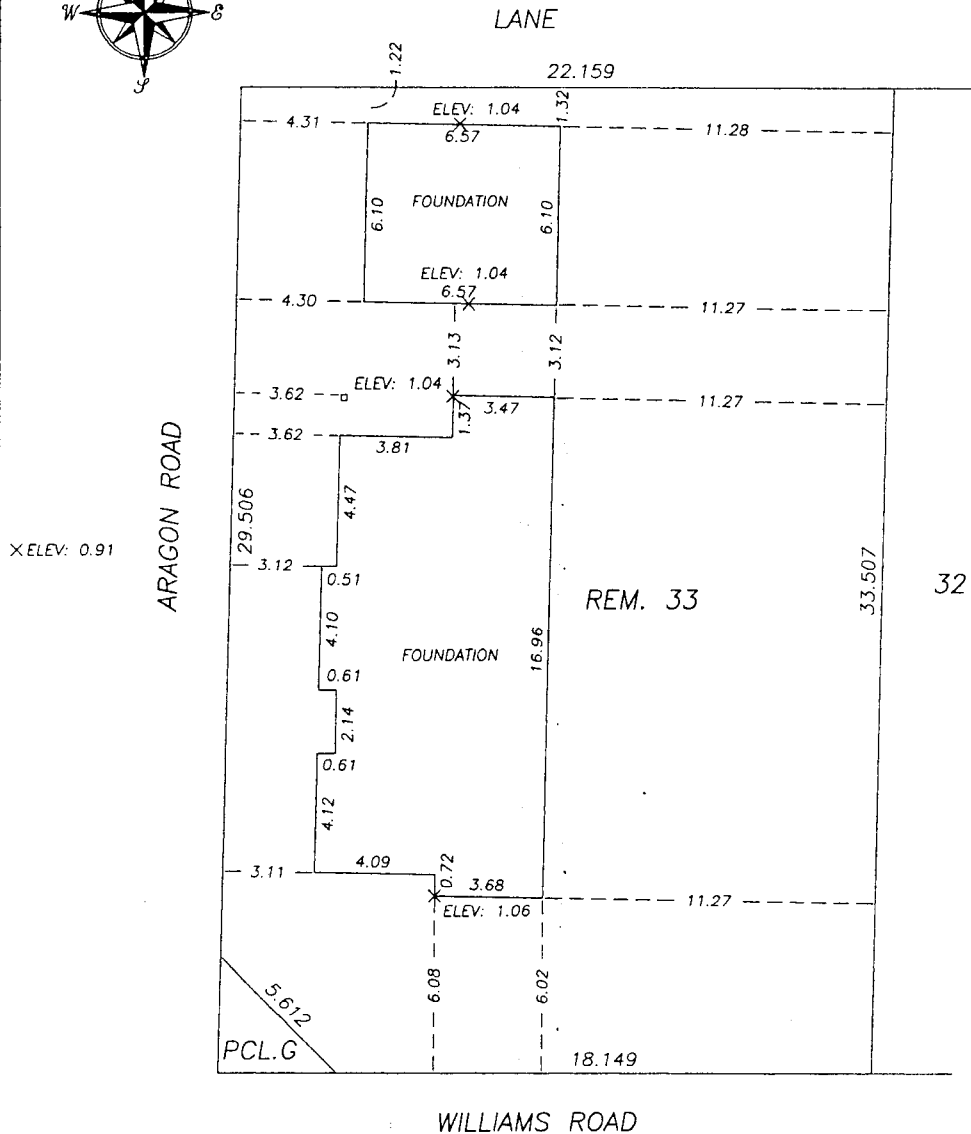 LANE
W
E
S
1.22
22.159
4.31
ELEV: 1.04
6.57
1.32
11.28
6.10
FOUNDATION
6.10
ELEV: 1.04
6.57
4.30
11.27
3.13
3.12
3.62
ELEV: 1.04
1.37
3.47
11.27
3.62
3.81
ARAGON ROAD
29.506
4.47
ELEV: 0.91
3.12
0.51
33.507
32
REM. 33
4.10
FOUNDATION
16.96
0.61
2.14
0.61
4.12
3.11
4.09
0.72
3.68
11.27
ELEV: 1.06
6.08
6.02
5.612
PCL.G
18.149
WILLIAMS ROAD